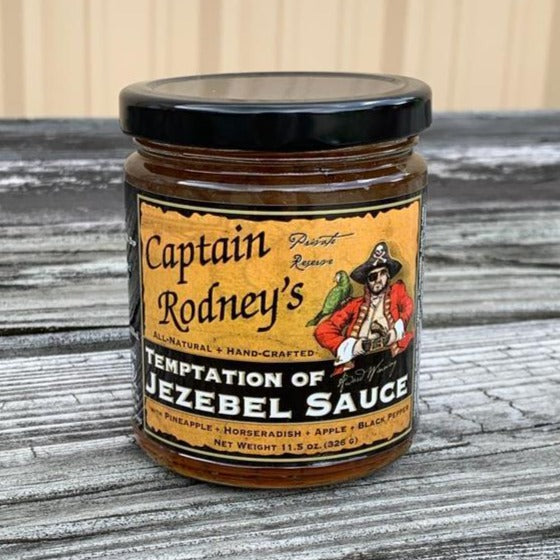 Captain
Private
Reserve
Rodney's
All-Natural + Hand-Crafted
Temptation of
Jezebel Sauce
with Pineapple + Horseradish + Apple + Black Pepper
Net Weight 11.5 oz. (326 g)